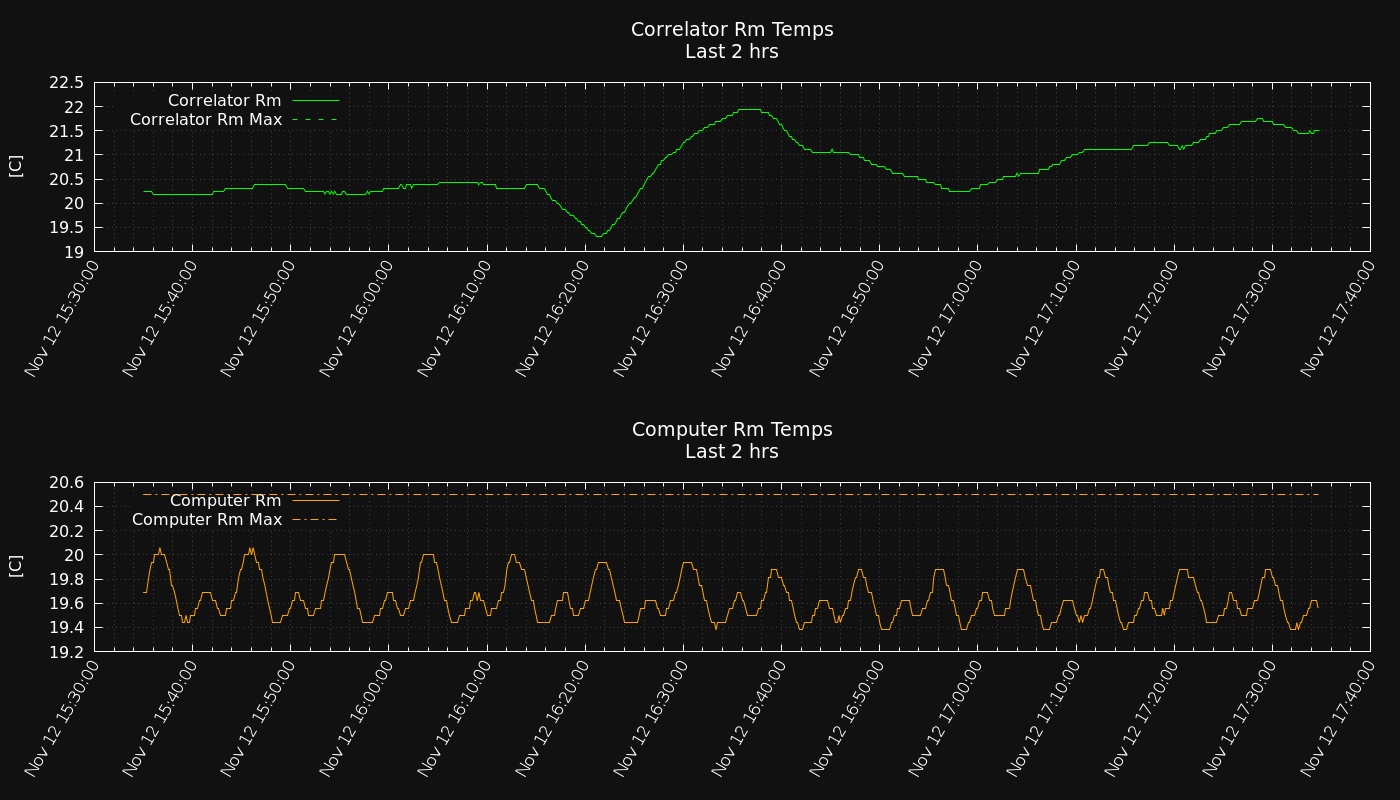 Correlator Rm Temps
Last 2 hrs
22.5
22
21.5
21
20.5
20
19.5
19
[C]
Correlator Rm
Correlator Rm Max
Nov 12 15:30:00
Nov 12 15:40:00
Nov 12 15:50:00
Nov 12 16:00:00
Nov 12 16:10:00
Nov 12 16:20:00
Nov 12 16:30:00
Nov 12 16:40:00
Nov 12 16:50:00
Nov 12 17:00:00
Nov 12 17:10:00
Nov 12 17:20:00
Nov 12 17:30:00
Nov 12 17:40:00
Computer Rm Temps
Last 2 hrs
20.6
20.4
20.2
20
19.8
19.6
19.4
19.2
[C]
Computer Rm
Computer Rm Max
Nov 12 15:30:00
Nov 12 15:40:00
Nov 12 15:50:00
Nov 12 16:00:00
Nov 12 16:10:00
Nov 12 16:20:00
Nov 12 16:30:00
Nov 12 16:40:00
Nov 12 16:50:00
Nov 12 17:00:00
Nov 12 17:10:00
Nov 12 17:20:00
Nov 12 17:30:00
Nov 12 17:40:00